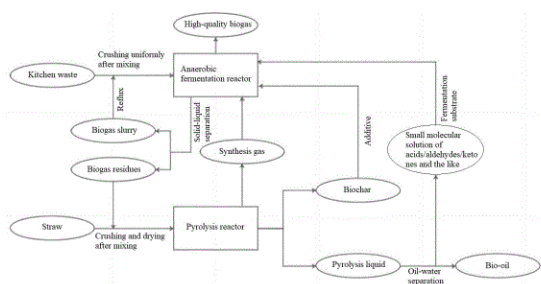 High-quality biogas
Crushing uniformly
after mixing
Kitchen waste
Anaerobic
fermentation reactor
Reflux
Solid-liquid
separation
Fermentation
substrate
Biogas slurry
Synthesis gas
Additive
Small molecular
solution of
acids/aldehydes/keto
nes and the like
Biogas residues
Biochar
Straw
Crushing and drying
after mixing
Pyrolysis reactor
Pyrolysis liquid
Oil-water
separation
Bio-oil